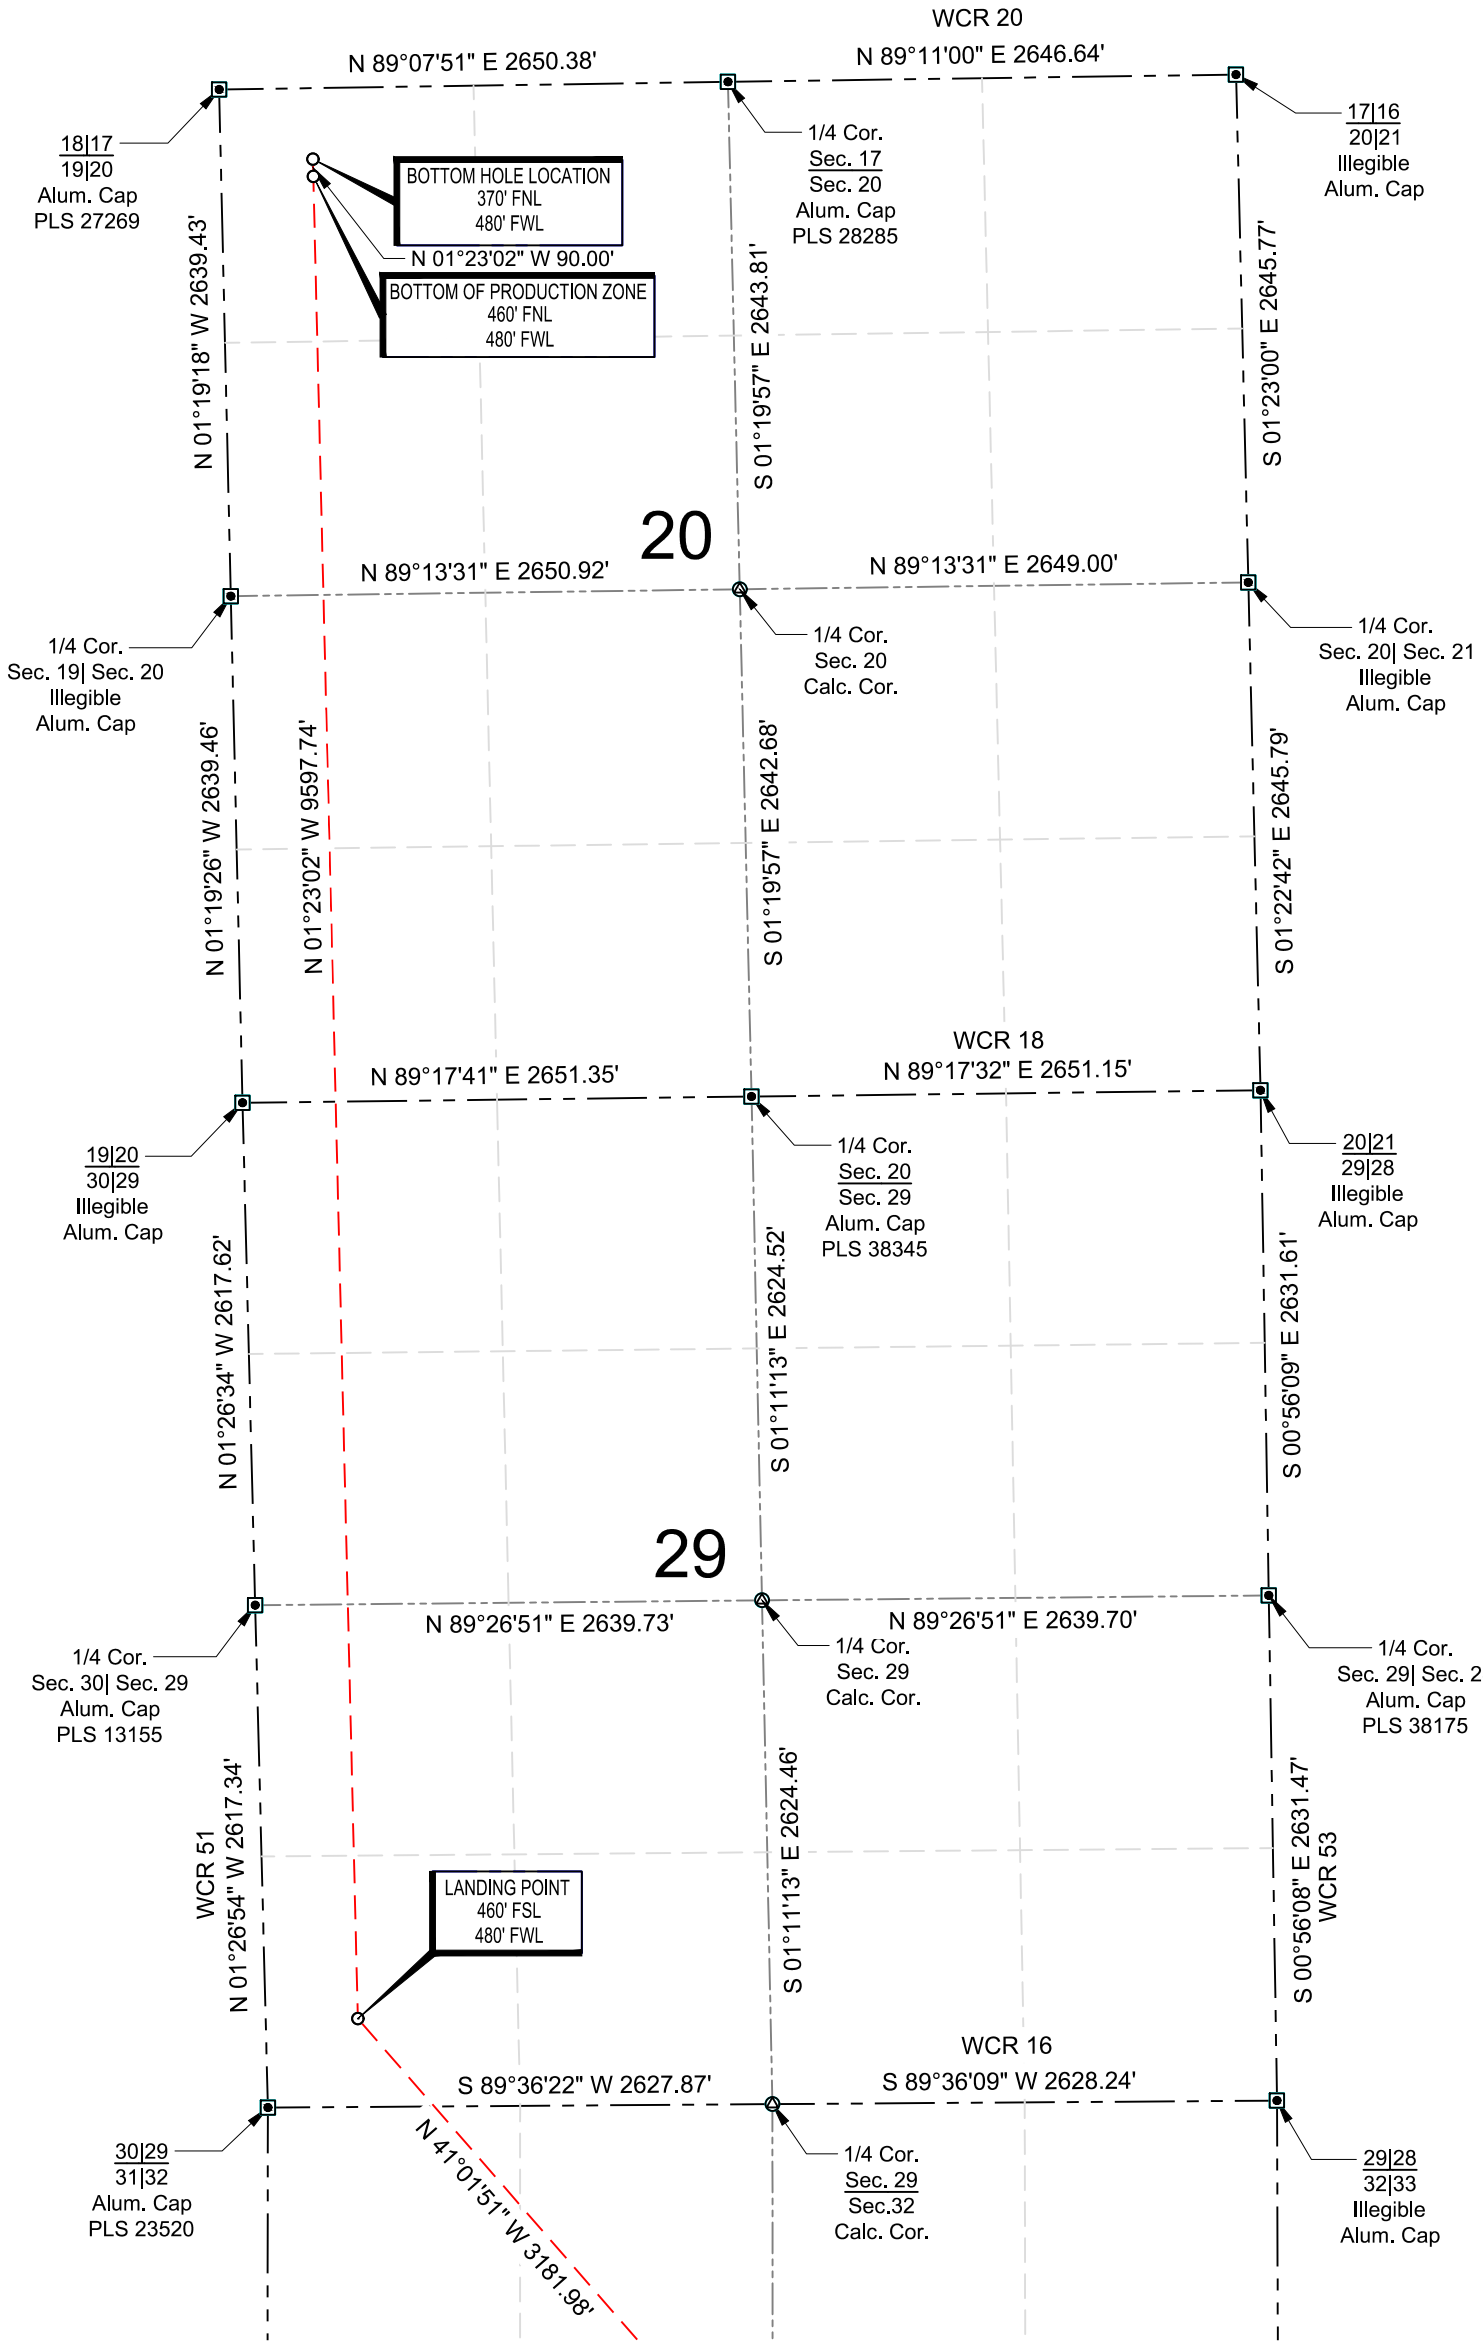 WCR 20
N 89°07'51" E 2650.38'
N 89°11'00" E 2646.64'
18|17
19|20
Alum. Cap
PLS 27269
1/4 Cor.
Sec. 17
Sec. 20
Alum. Cap
PLS 28285
17|16
20|21
Illegible
Alum. Cap
BOTTOM HOLE LOCATION
370' FNL
480' FWL
N 01°23'02" W 90.00'
BOTTOM OF PRODUCTION ZONE
460' FNL
480' FWL
N 01°19'18" W 2639.43'
S 01°19'57" E 2643.81'
S 01°23'00" E 2645.77'
20
N 89°13'31" E 2650.92'
N 89°13'31" E 2649.00'
1/4 Cor.
Sec. 19| Sec. 20
Illegible
Alum. Cap
1/4 Cor.
Sec. 20
Calc. Cor.
1/4 Cor.
Sec. 20| Sec. 21
Illegible
Alum. Cap
N 01°19'26" W 2639.46'
N 01°23'02" W 9597.74'
S 01°19'57" E 2642.68'
S 01°22'42" E 2645.79'
WCR 18
N 89°17'41" E 2651.35'
N 89°17'32" E 2651.15'
19|20
30|29
Illegible
Alum. Cap
1/4 Cor.
Sec. 20
Sec. 29
Alum. Cap
PLS 38345
20|21
29|28
Illegible
Alum. Cap
N 01°26'34" W 2617.62'
S 01°11'13" E 2624.52'
S 00°56'09" E 2631.61'
29
N 89°26'51" E 2639.73'
N 89°26'51" E 2639.70'
1/4 Cor.
Sec. 30| Sec. 29
Alum. Cap
PLS 13155
1/4 Cor.
Sec. 29
Calc. Cor.
1/4 Cor.
Sec. 29| Sec. 2
Alum. Cap
PLS 38175
WCR 51
N 01°26'54" W 2617.34'
S 01°11'13" E 2624.46'
S 00°56'08" E 2631.47'
WCR 53
LANDING POINT
460' FSL
480' FWL
WCR 16
S 89°36'22" W 2627.87'
S 89°36'09" W 2628.24'
N 41°01'51" W 3181.98'
30|29
31|32
Alum. Cap
PLS 23520
1/4 Cor.
Sec. 29
Sec.32
Calc. Cor.
29|28
32|33
Illegible
Alum. Cap